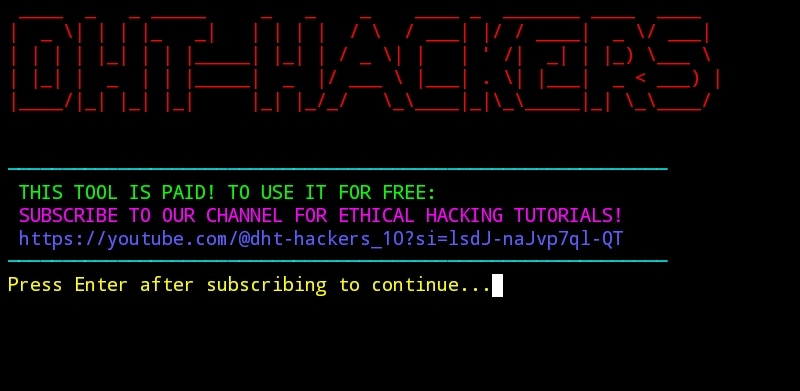 DHT-HACKERS
THIS TOOL IS PAID! TO USE IT FOR FREE:
SUBSCRIBE TO OUR CHANNEL FOR ETHICAL HACKING TUTORIALS!
https://youtube.com/@dht-hackers_10?si=lsdJ-naJvp7ql-QT
Press Enter after subscribing to continue...